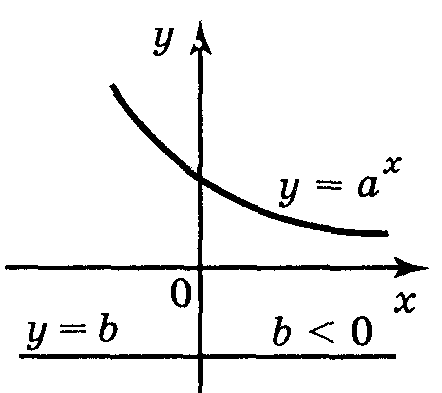 y
y = a^x
0
x
y = b
b < 0